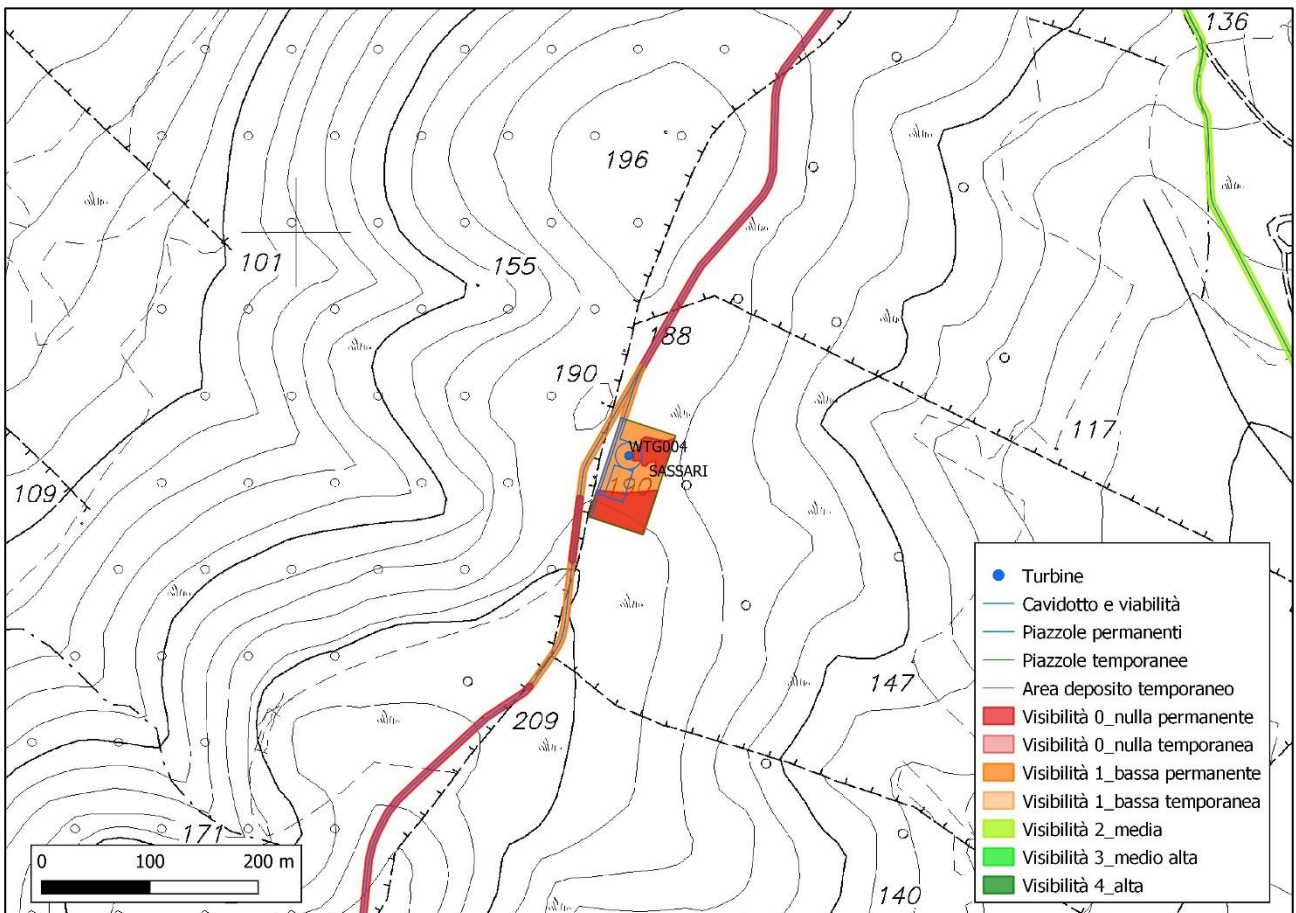 136
196
101
155
188
190
WTG004
SASSARI
190
117
109
147
209
171
140
0 100 200 m
Turbine
Cavidotto e viabilità
Piazzole permanenti
Piazzole temporanee
Area deposito temporaneo
Visibilità 0_nulla permanente
Visibilità 0_nulla temporanea
Visibilità 1_bassa permanente
Visibilità 1_bassa temporanea
Visibilità 2_media
Visibilità 3_medio alta
Visibilità 4_alta